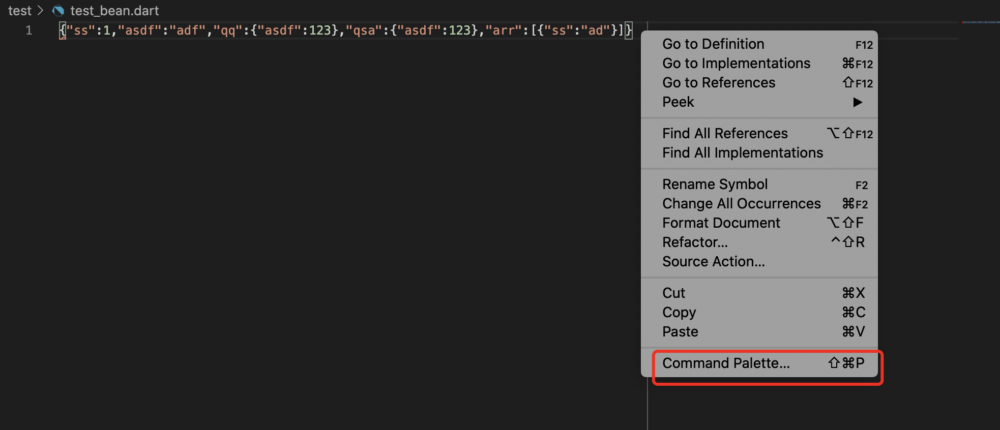 test > test_bean.dart
1 {"ss":1,"asdf":"adf","qq":{"asdf":123},"qsa":{"asdf":123},"arr":[{"ss":"ad"}]}
Go to Definition F12
Go to Implementations ⌘F12
Go to References ⇧F12
Peek ▶
Find All References ⌥⇧F12
Find All Implementations
Rename Symbol F2
Change All Occurrences ⌘F2
Format Document ⌥⇧F
Refactor... ^⇧R
Source Action...
Cut ⌘X
Copy ⌘C
Paste ⌘V
Command Palette... ⇧⌘P